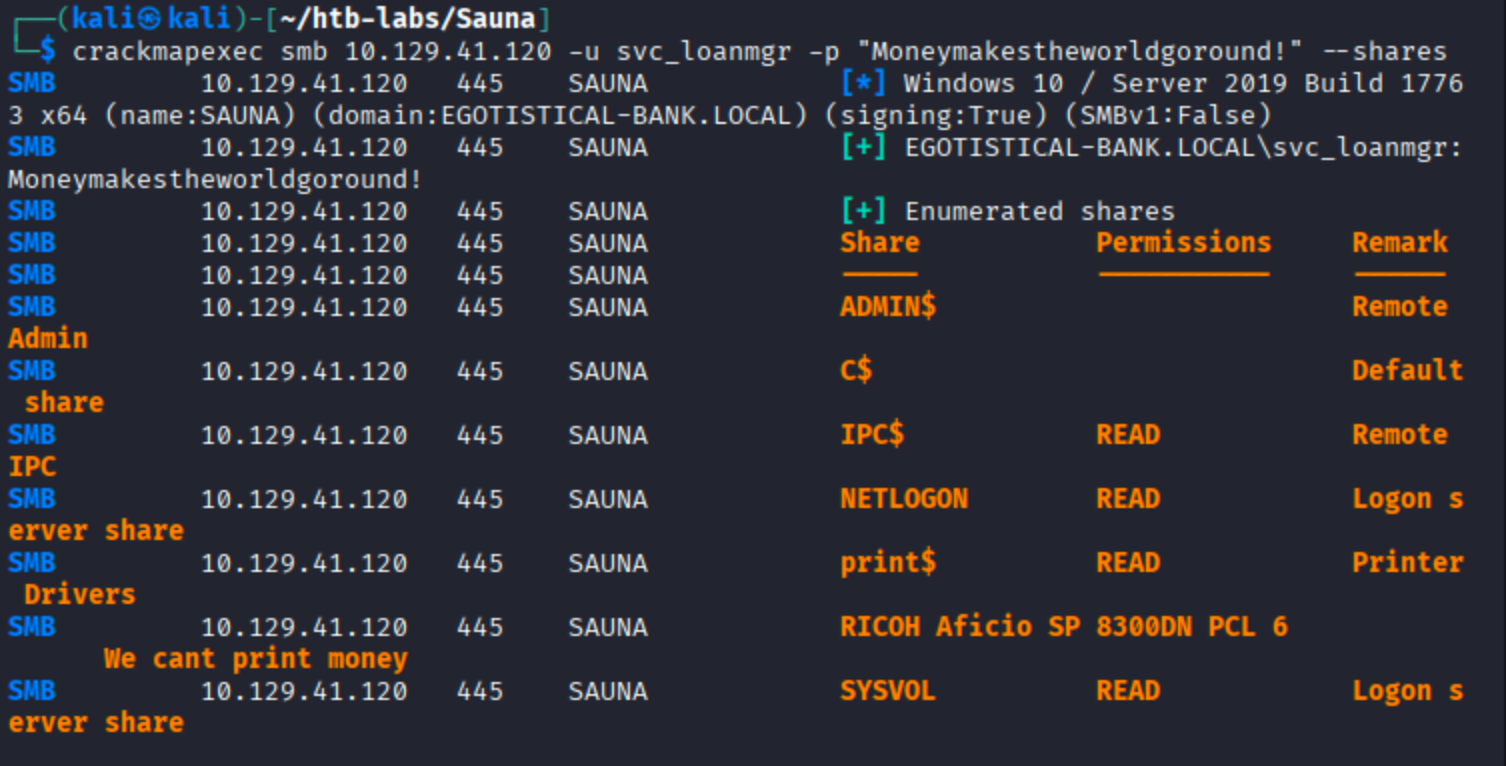 ┌──(kali㉿kali)-[~/htb-labs/Sauna]
└─$ crackmapexec smb 10.129.41.120 -u svc_loanmgr -p "Moneymakestheworldgoround!" --shares
SMB         10.129.41.120   445    SAUNA            [*] Windows 10 / Server 2019 Build 1776
3 x64 (name:SAUNA) (domain:EGOTISTICAL-BANK.LOCAL) (signing:True) (SMBv1:False)
SMB         10.129.41.120   445    SAUNA            [+] EGOTISTICAL-BANK.LOCAL\svc_loanmgr:
Moneymakestheworldgoround!
SMB         10.129.41.120   445    SAUNA            [+] Enumerated shares
SMB         10.129.41.120   445    SAUNA            Share           Permissions     Remark
SMB         10.129.41.120   445    SAUNA            -----           -----------     ------
SMB         10.129.41.120   445    SAUNA            ADMIN$                          Remote
Admin
SMB         10.129.41.120   445    SAUNA            C$                              Default
 share
SMB         10.129.41.120   445    SAUNA            IPC$            READ            Remote
IPC
SMB         10.129.41.120   445    SAUNA            NETLOGON        READ            Logon s
erver share
SMB         10.129.41.120   445    SAUNA            print$          READ            Printer
 Drivers
SMB         10.129.41.120   445    SAUNA            RICOH Aficio SP 8300DN PCL 6
      We cant print money
SMB         10.129.41.120   445    SAUNA            SYSVOL          READ            Logon s
erver share